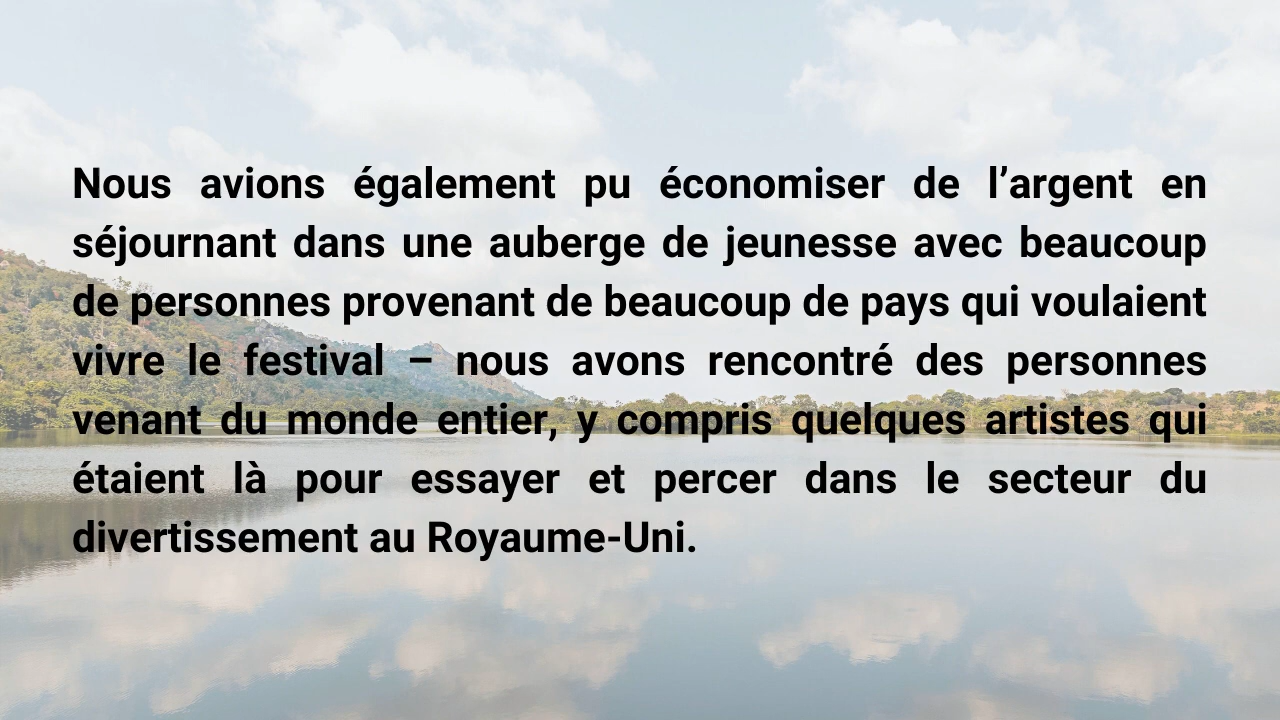 Nous avions également pu économiser de l’argent en
séjournant dans une auberge de jeunesse avec beaucoup
de personnes provenant de beaucoup de pays qui voulaient
vivre le festival – nous avons rencontré des personnes
venant du monde entier, y compris quelques artistes qui
étaient là pour essayer et percer dans le secteur du
divertissement au Royaume-Uni.